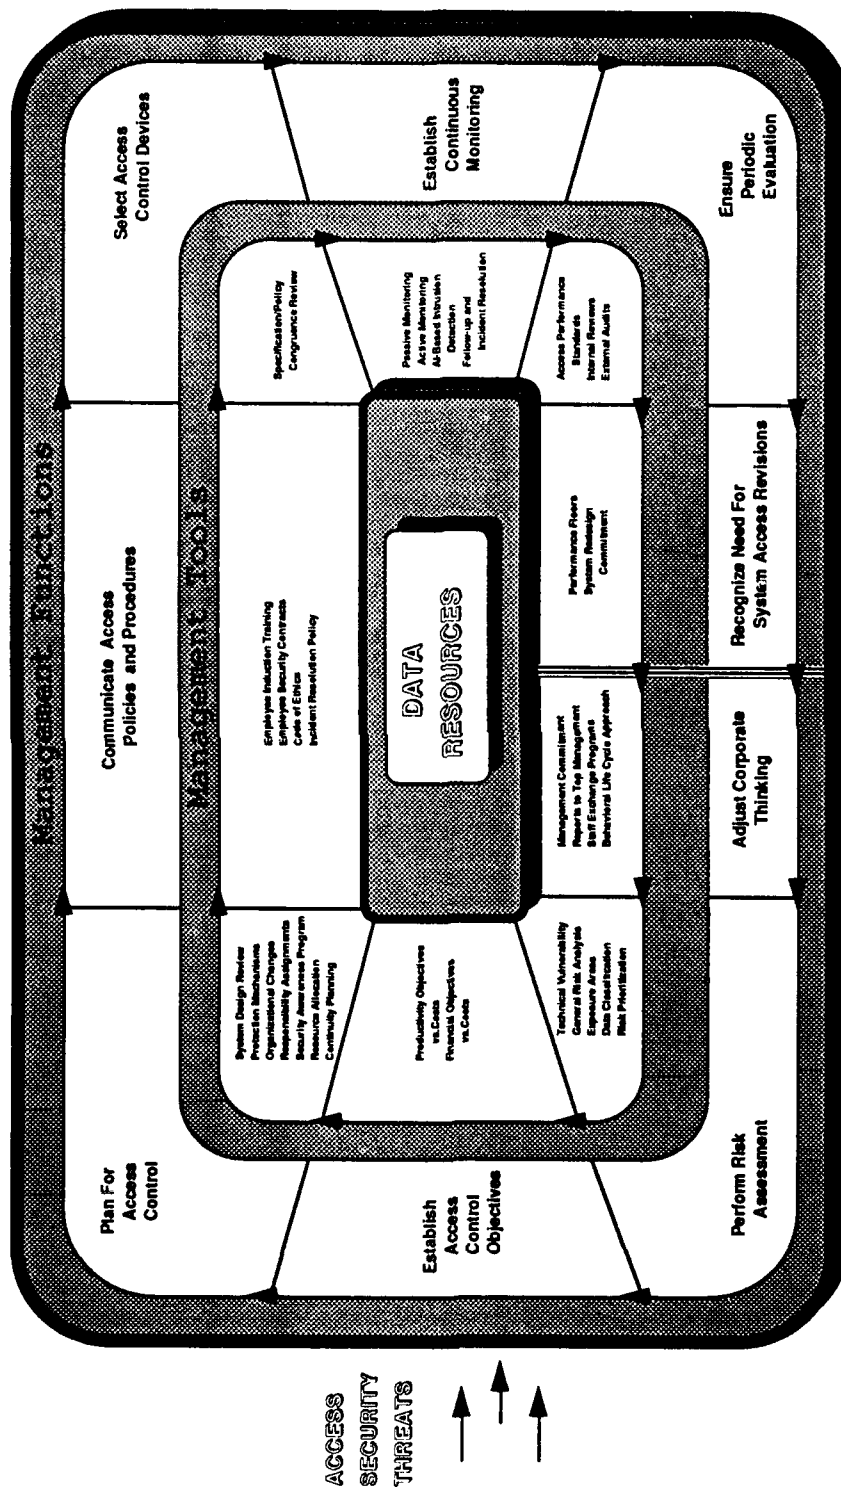 ACCESS
SECURITY
THREATS
Management Functions
Plan For
Access
Control
Communicate Access
Policies and Procedures
Select Access
Control Devices
Establish
Access
Control
Objectives
Establish
Continuous
Monitoring
Perform Risk
Assessment
Adjust Corporate
Thinking
Recognize Need For
System Access Revisions
Ensure
Periodic
Evaluation
Management Tools
System Design Review
Protection Mechanisms
Organizational Changes
Responsibility Assignments
Security Awareness Program
Resource Allocation
Continuity Planning
Employee Induction Training
Employee Security Contracts
Code of Ethics
Incident Resolution Policy
Specification/Policy
Congruence Review
Productivity Objectives
vs.Costs
Financial Objectives
vs.Costs
DATA
RESOURCES
Passive Monitoring
Active Monitoring
AI-Based Intrusion
Detection
Follow-up and
Incident Resolution
Technical Vulnerability
General Risk Analysis
Exposure Areas
Data Classification
Risk Prioritization
Management Commitment
Reports to Top Management
Staff Exchange Programs
Behavioral Life Cycle Approach
Performance Floors
System Redesign
Commitment
Access Performance
Standards
Internal Reviews
External Audits